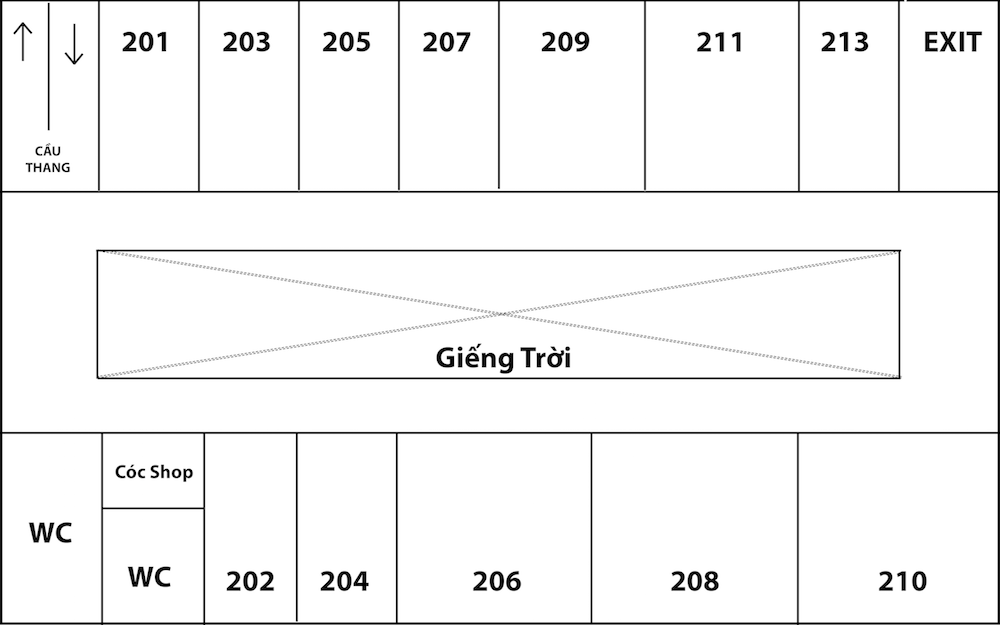 201
203
205
207
209
211
213
EXIT
CẦU
THANG
Giếng Trời
Cóc Shop
WC
WC
202
204
206
208
210